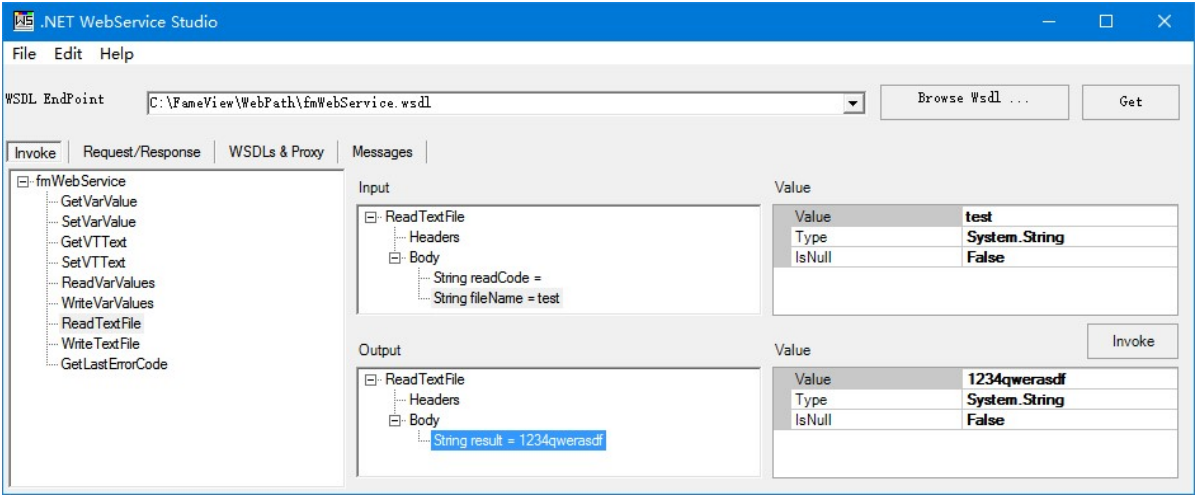 WS .NET WebService Studio
File Edit Help
WSDL EndPoint C:\FameView\WebPath\fmWebService.wsdl Browse Wsdl ... Get
Invoke Request/Response WSDLs & Proxy Messages
fmWebService
GetVarValue
SetVarValue
GetVTText
SetVTText
ReadVarValues
WriteVarValues
ReadTextFile
WriteTextFile
GetLastErrorCode
Input
ReadTextFile
Headers
Body
String readCode =
String fileName = test
Value
Value test
Type System.String
IsNull False
Invoke
Output
ReadTextFile
Headers
Body
String result = 1234qwerasdf
Value
Value 1234qwerasdf
Type System.String
IsNull False